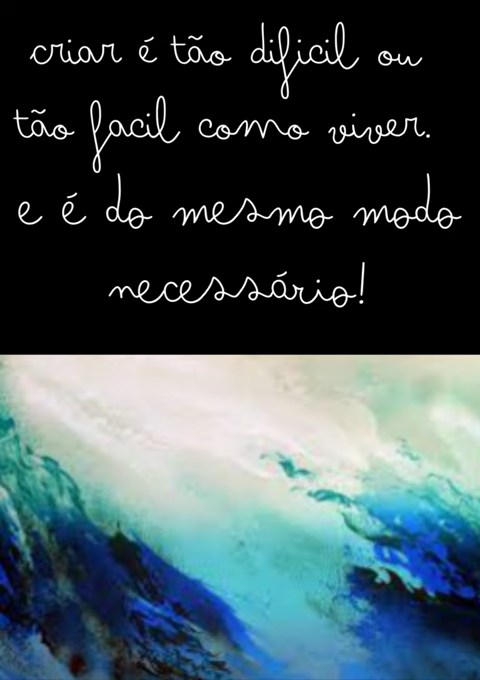 criar é tão dificil ou
tão facil como viver.
e é do mesmo modo
necessário!